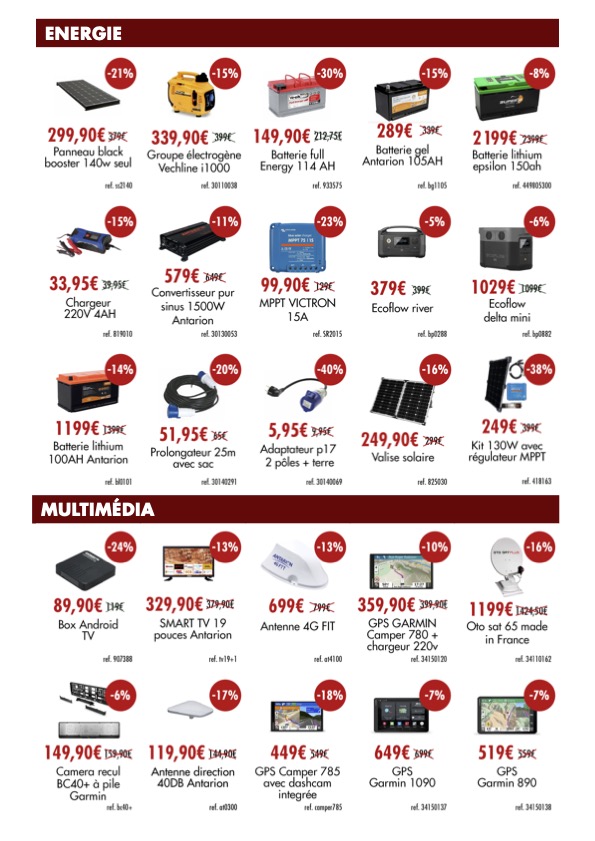 ENERGIE
-21%
299,90€ 379€
Panneau black
booster 140w seul
ref. ss2140
-15%
339,90€ 399€
Groupe électrogène
Vechline i1000
ref. 30110038
-30%
149,90€ 212,75€
Batterie full
Energy 114 AH
ref. 933575
-15%
289€ 339€
Batterie gel
Antarion 105AH
ref. bg1105
-8%
2199€ 2399€
Batterie lithium
epsilon 150ah
ref. 449805300
-15%
33,95€ 39,95€
Chargeur
220V 4AH
ref. 819010
-11%
579€ 649€
Convertisseur pur
sinus 1500W
Antarion
ref. 30130053
-23%
MPPT 75 | 15
99,90€ 129€
MPPT VICTRON
15A
ref. SR2015
-5%
379€ 399€
Ecoflow river
ref. bp0288
-6%
1029€ 1099€
Ecoflow
delta mini
ref. bp0882
-14%
1199€ 1399€
Batterie lithium
100AH Antarion
ref. bli0101
-20%
51,95€ 65€
Prolongateur 25m
avec sac
ref. 30140291
-40%
5,95€ 9,95€
Adaptateur p17
2 pôles + terre
ref. 30140069
-16%
249,90€ 299€
Valise solaire
ref. 825030
-38%
249€ 399€
Kit 130W avec
régulateur MPPT
ref. 418163
MULTIMÉDIA
-24%
89,90€ 119€
Box Android
TV
ref. 907388
-13%
329,90€ 379,90€
SMART TV 19
pouces Antarion
ref. tv19+1
-13%
ANTARION
699€ 799€
Antenne 4G FIT
ref. at4100
-10%
359,90€ 399,90€
GPS GARMIN
Camper 780 +
chargeur 220v
ref. 34150120
-16%
1199€ 1424,50€
Oto sat 65 made
in France
ref. 34110162
-6%
149,90€ 159,90€
Camera recul
BC40+ à pile
Garmin
ref. bc40+
-17%
119,90€ 144,90€
Antenne direction
40DB Antarion
ref. at0300
-18%
449€ 549€
GPS Camper 785
avec dashcam
integrée
ref. camper785
-7%
649€ 699€
GPS
Garmin 1090
ref. 34150137
-7%
519€ 559€
GPS
Garmin 890
ref. 34150138